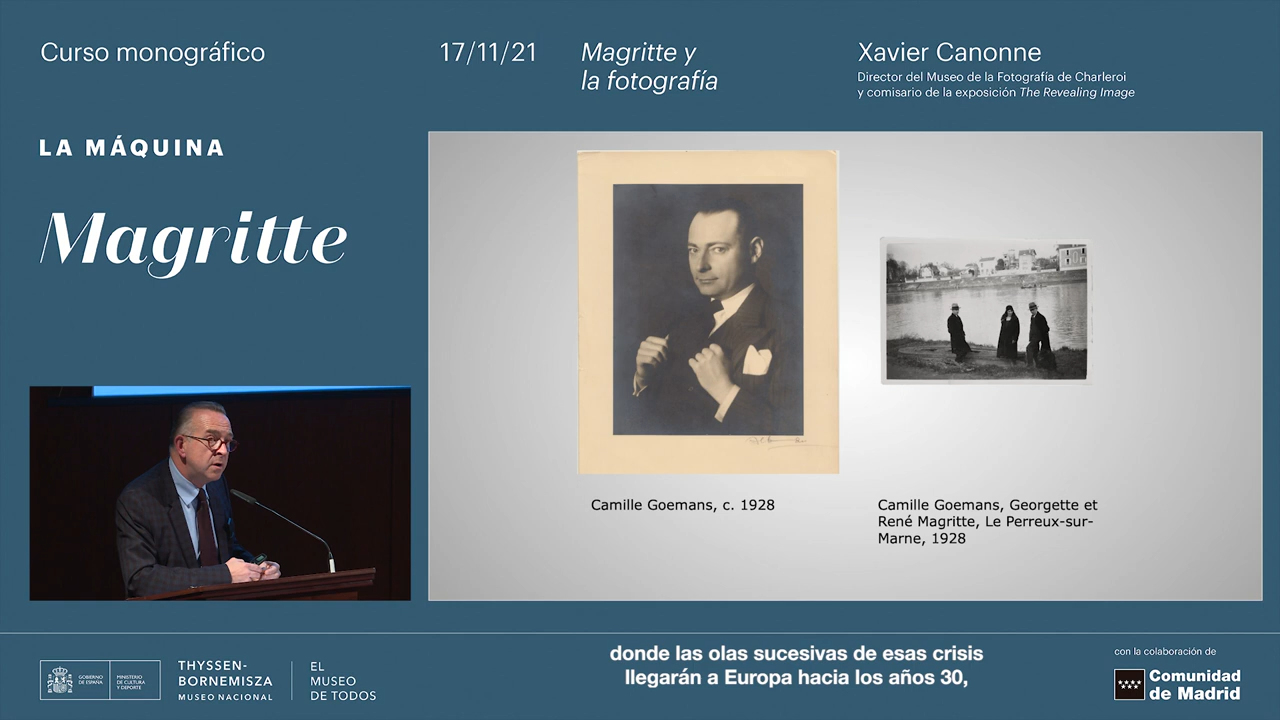 Curso monográfico
17/11/21
Magritte y
la fotografía
Xavier Canonne
Director del Museo de la Fotografía de Charleroi
y comisario de la exposición The Revealing Image
LA MÁQUINA
Magritte
Camille Goemans, c. 1928
Camille Goemans, Georgette et
René Magritte, Le Perreux-sur-
Marne, 1928
GOBIERNO
DE ESPAÑA
MINISTERIO
DE CULTURA
Y DEPORTE
THYSSEN-
BORNEMISZA
MUSEO NACIONAL
EL
MUSEO
DE TODOS
donde las olas sucesivas de esas crisis
llegarán a Europa hacia los años 30,
con la colaboración de
Comunidad
de Madrid